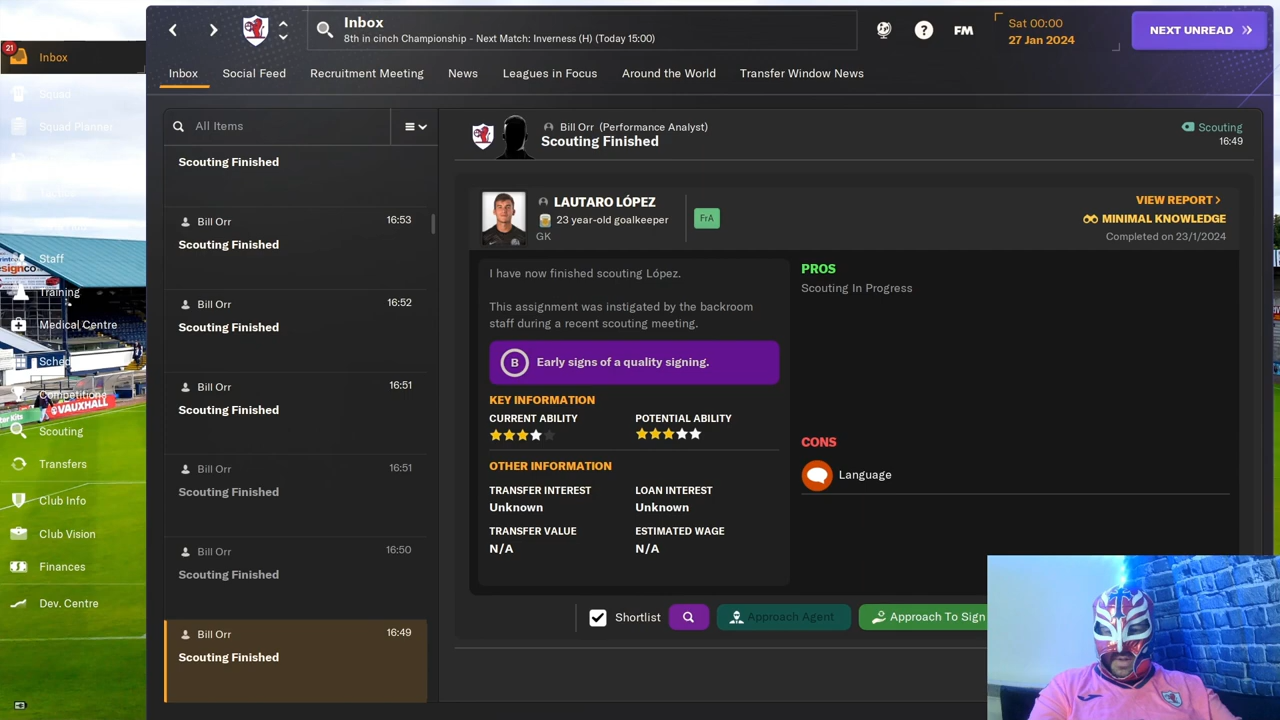 Inbox
8th in cinch Championship - Next Match: Inverness (H) (Today 15:00)
FM
Sat 00:00
27 Jan 2024
NEXT UNREAD
21
Inbox
Squad
Squad Planner
Staff
Training
Medical Centre
Sched
Competitions
Scouting
Transfers
Club Info
Club Vision
Finances
Dev. Centre
VAUXHALL
Inbox
Social Feed
Recruitment Meeting
News
Leagues in Focus
Around the World
Transfer Window News
All Items
Scouting Finished
Bill Orr
16:53
Scouting Finished
Bill Orr
16:52
Scouting Finished
Bill Orr
16:51
Scouting Finished
Bill Orr
16:51
Scouting Finished
Bill Orr
16:50
Scouting Finished
Bill Orr
16:49
Scouting Finished
Bill Orr (Performance Analyst)
Scouting Finished
Scouting
16:49
LAUTARO LÓPEZ
23 year-old goalkeeper
GK
FrA
VIEW REPORT >
MINIMAL KNOWLEDGE
Completed on 23/1/2024
I have now finished scouting López.
This assignment was instigated by the backroom
staff during a recent scouting meeting.
B Early signs of a quality signing.
KEY INFORMATION
CURRENT ABILITY
POTENTIAL ABILITY
OTHER INFORMATION
TRANSFER INTEREST
LOAN INTEREST
Unknown
Unknown
TRANSFER VALUE
ESTIMATED WAGE
N/A
N/A
PROS
Scouting In Progress
CONS
Language
Shortlist
Approach Agent
Approach To Sign